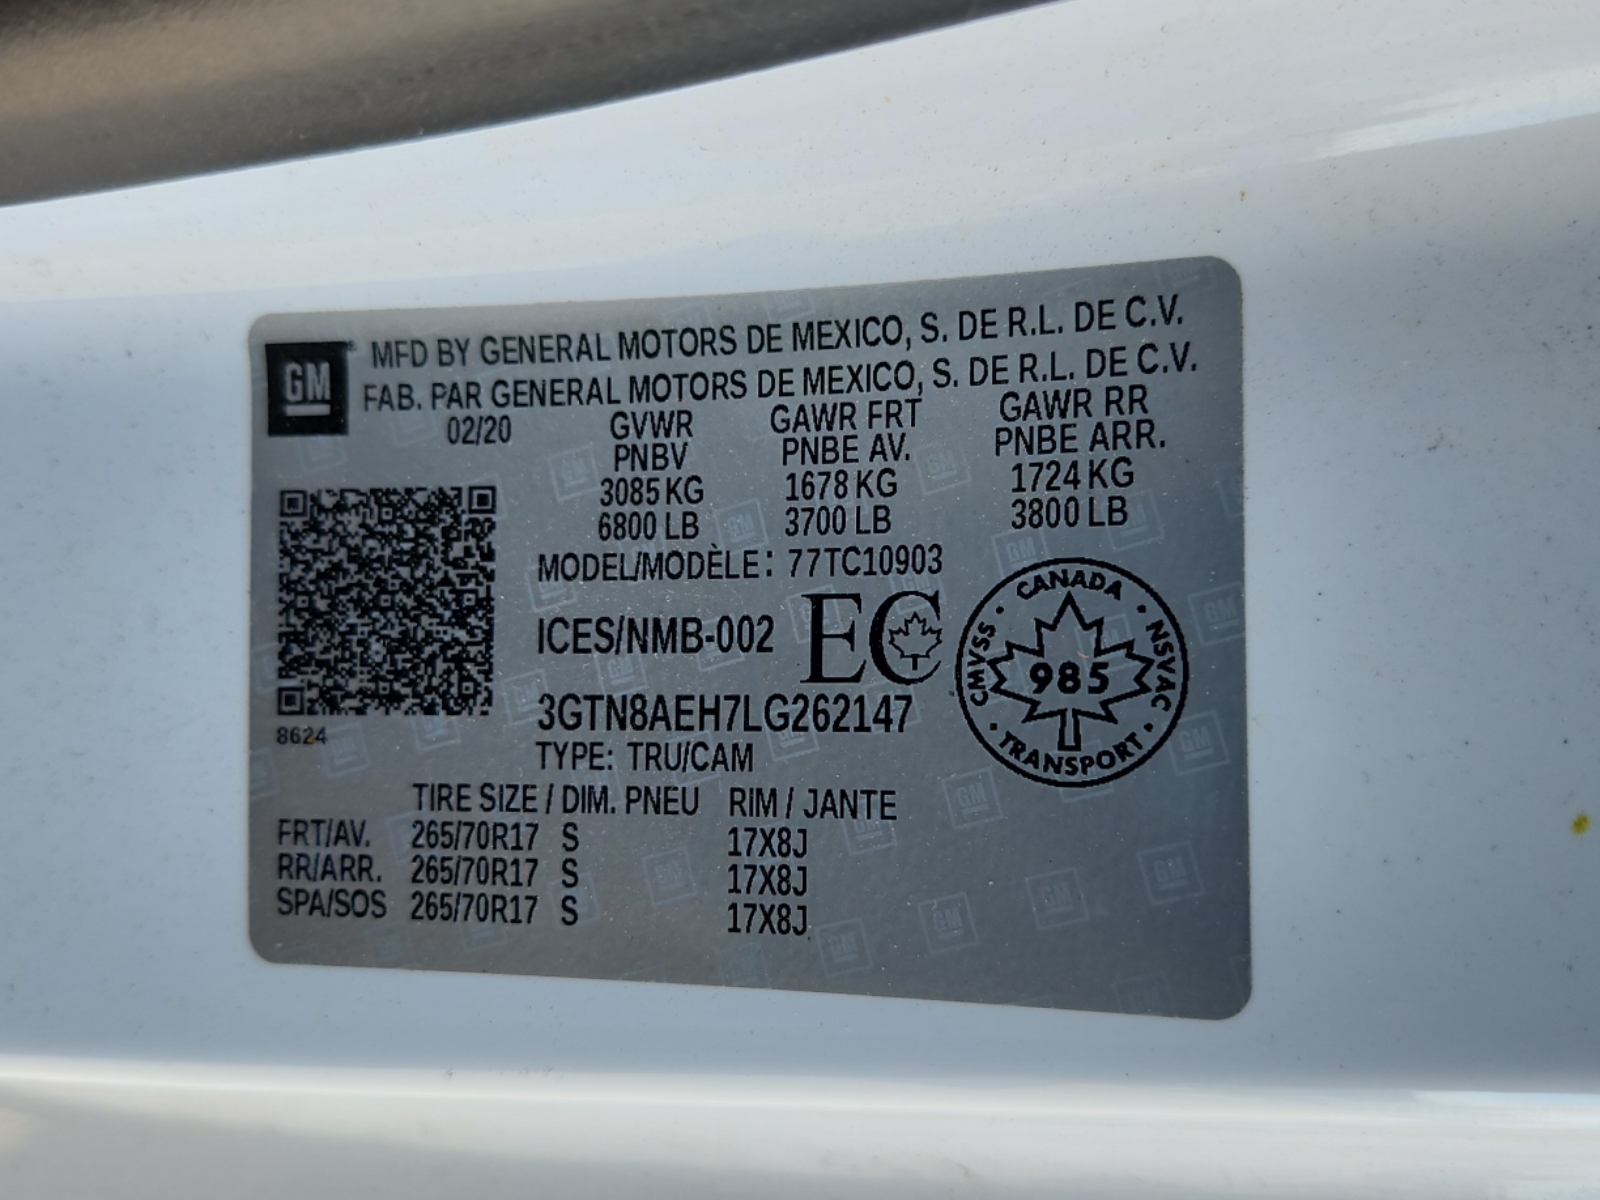 GM
MFD BY GENERAL MOTORS DE MEXICO, S. DE R.L. DE C.V.
FAB. PAR GENERAL MOTORS DE MEXICO, S. DE R.L. DE C.V.
02/20 GVWR GAWR FRT GAWR RR
PNBV PNBE AV. PNBE ARR.
3085 KG 1678 KG 1724 KG
6800 LB 3700 LB 3800 LB
MODEL/MODÈLE: 77TC10903
ICES/NMB-002 EC
CANADA
CMVSS 985 NSVAC
TRANSPORT
3GTN8AEH7LG262147
8624
TYPE: TRU/CAM
TIRE SIZE / DIM. PNEU RIM / JANTE
FRT/AV. 265/70R17 S 17X8J
RR/ARR. 265/70R17 S 17X8J
SPA/SOS 265/70R17 S 17X8J